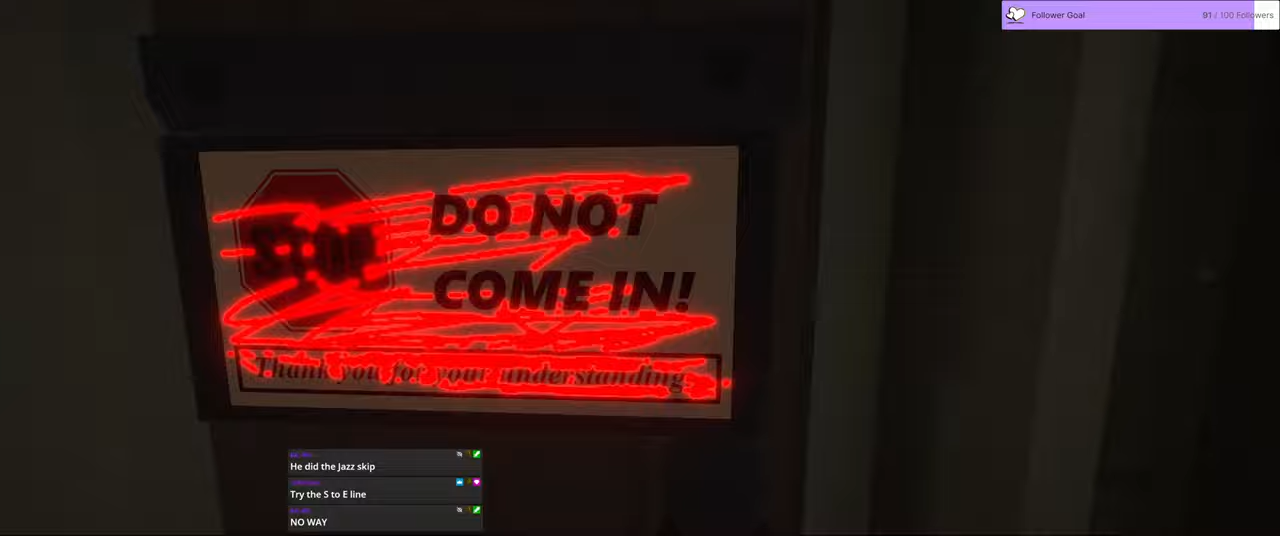 Follower Goal
91 / 100 Followers
STOP
DO NOT
COME IN!
Thank you for your understanding
He did the Jazz skip
Try the S to E line
NO WAY